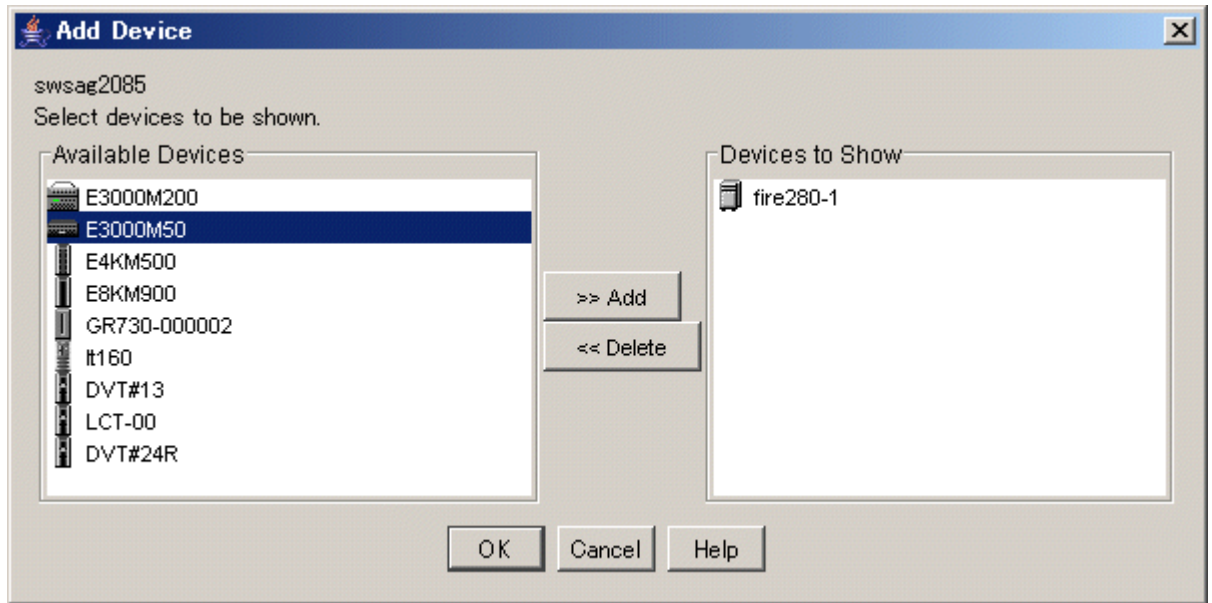 Add Device
swsag2085
Select devices to be shown.
Available Devices
E3000M200
E3000M50
E4KM500
E8KM900
GR730-000002
lt160
DVT#13
LCT-00
DVT#24R
>> Add
<< Delete
Devices to Show
fire280-1
OK
Cancel
Help